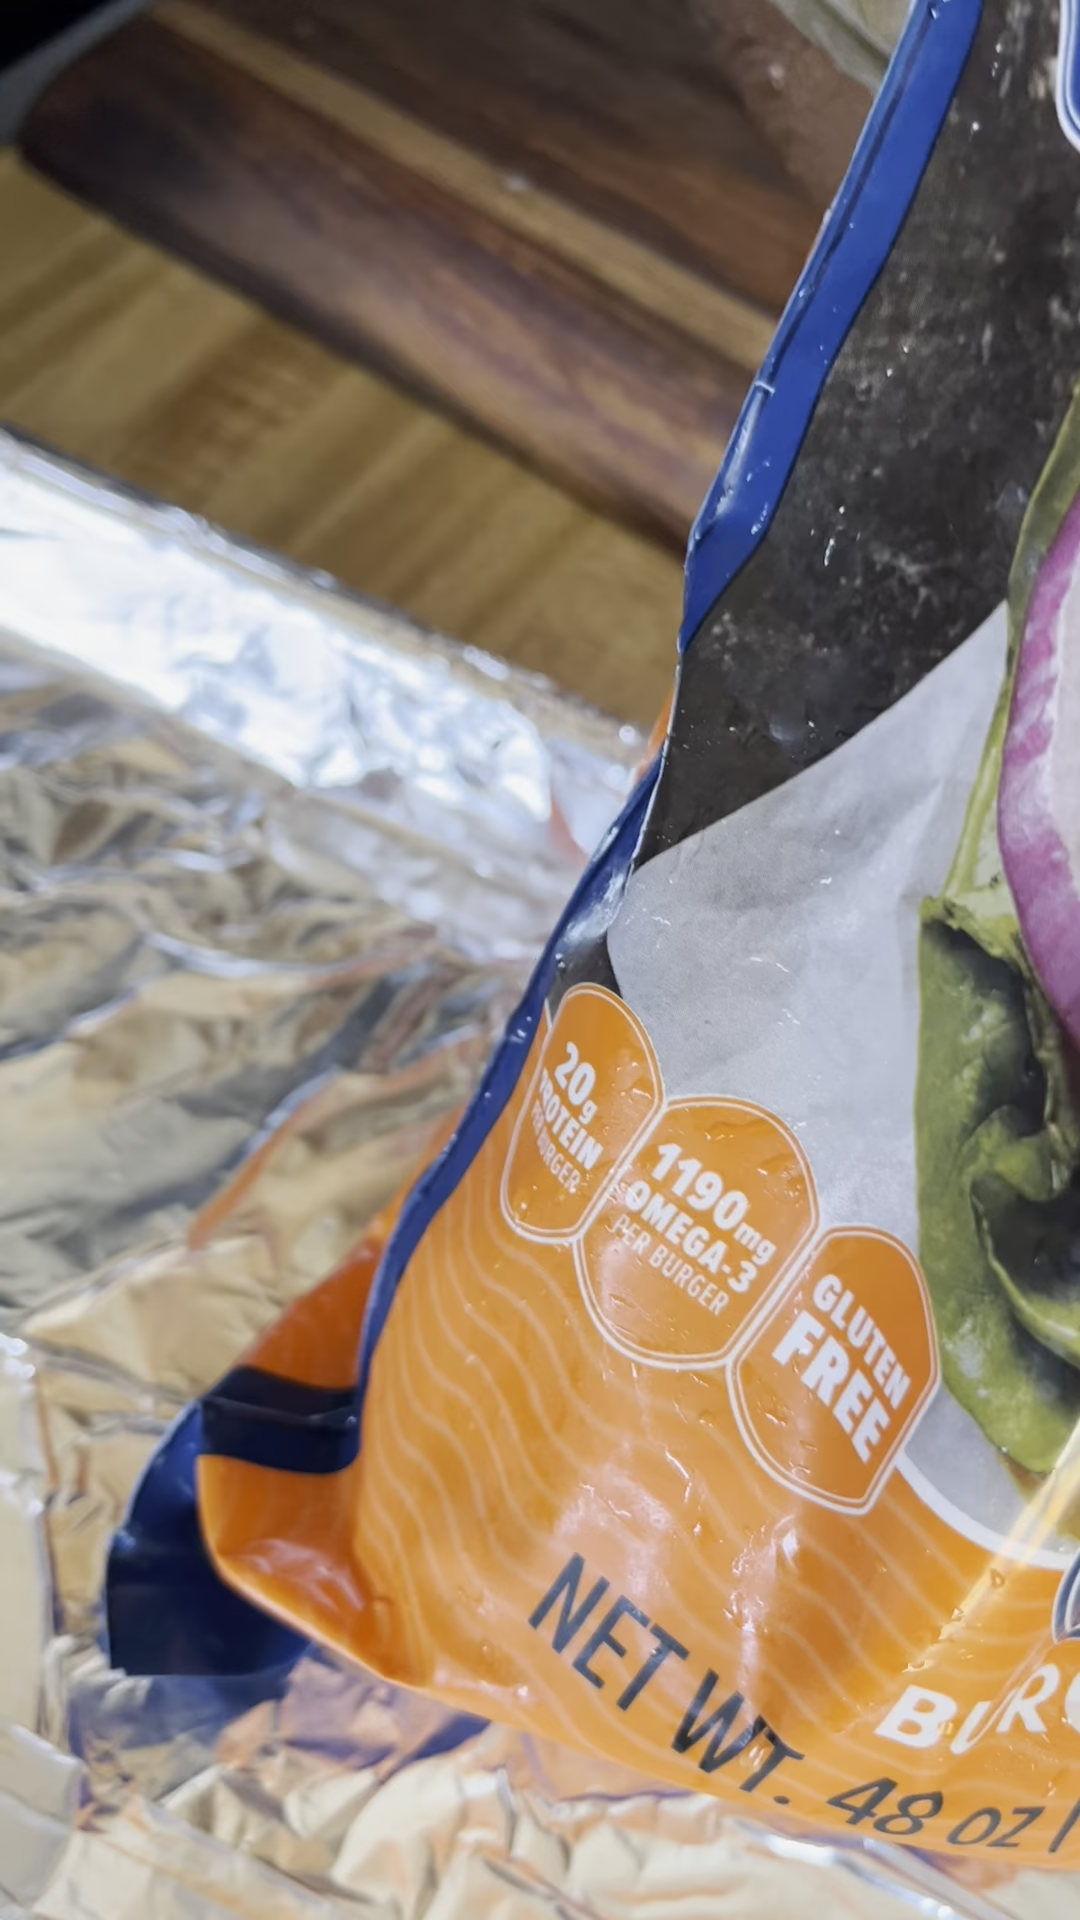 20g
PROTEIN
PER BURGER
1190mg
OMEGA-3
PER BURGER
GLUTEN
FREE
NET WT. 48 OZ |